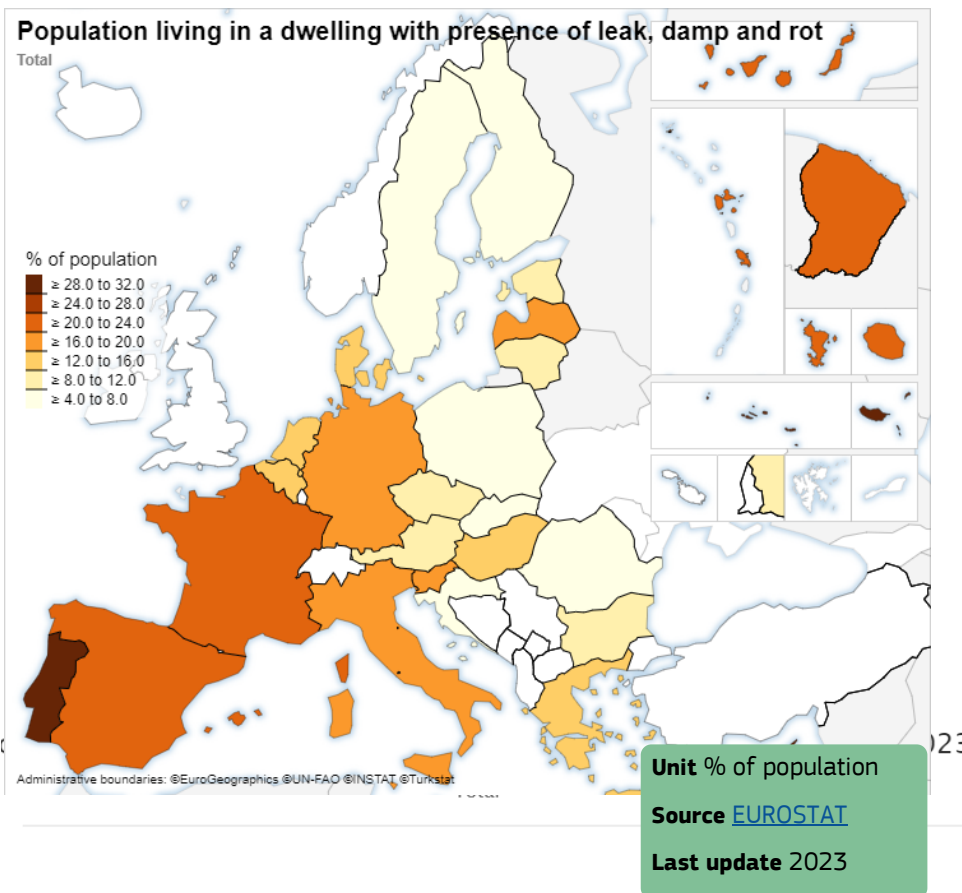 Population living in a dwelling with presence of leak, damp and rot
Total
% of population
≥ 28.0 to 32.0
≥ 24.0 to 28.0
≥ 20.0 to 24.0
≥ 16.0 to 20.0
≥ 12.0 to 16.0
≥ 8.0 to 12.0
≥ 4.0 to 8.0
Administrative boundaries: ©EuroGeographics ©UN-FAO ©INSTAT ©Turkstat
Unit % of population
Source EUROSTAT
Last update 2023